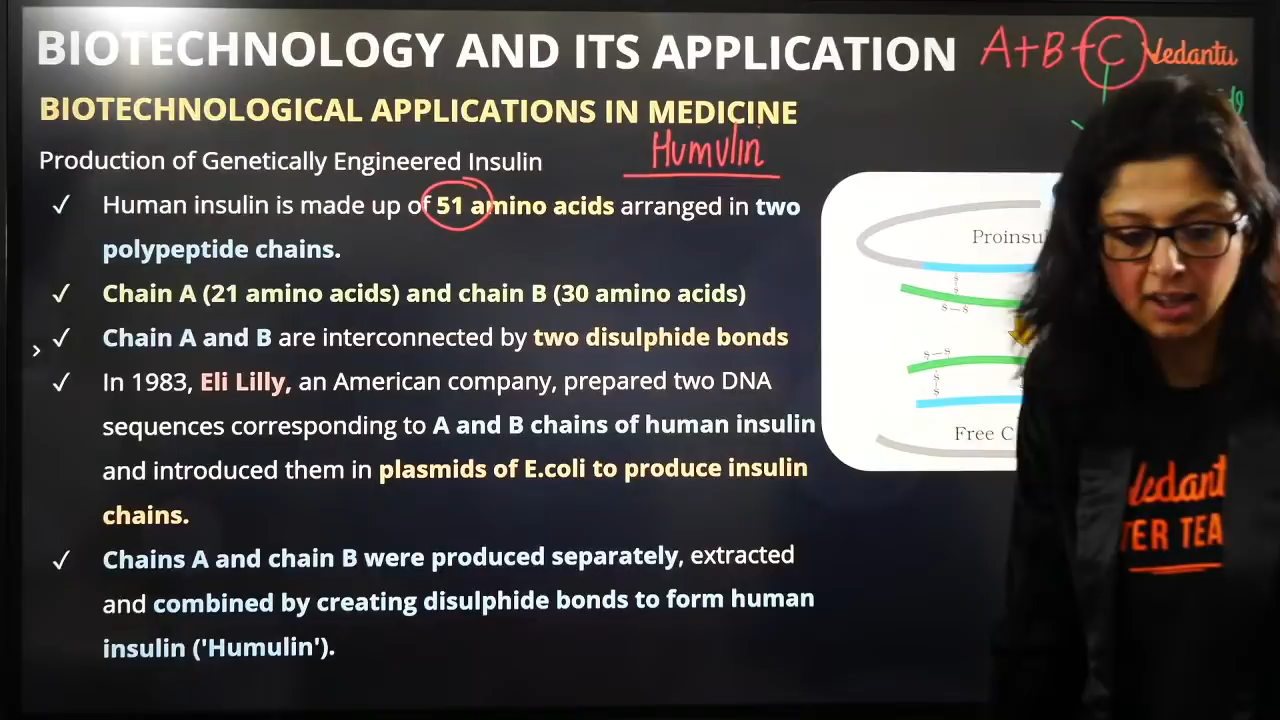 BIOTECHNOLOGY AND ITS APPLICATION A+B+C Vedantu
BIOTECHNOLOGICAL APPLICATIONS IN MEDICINE
Humulin
Production of Genetically Engineered Insulin
✓ Human insulin is made up of 51 amino acids arranged in two
polypeptide chains.
✓ Chain A (21 amino acids) and chain B (30 amino acids)
✓ Chain A and B are interconnected by two disulphide bonds
✓ In 1983, Eli Lilly, an American company, prepared two DNA
sequences corresponding to A and B chains of human insulin
and introduced them in plasmids of E.coli to produce insulin
chains.
✓ Chains A and chain B were produced separately, extracted
and combined by creating disulphide bonds to form human
insulin ('Humulin').
Proinsu
S
S
S—S
S—S
S
S
Free C
Vedant
TER TEA